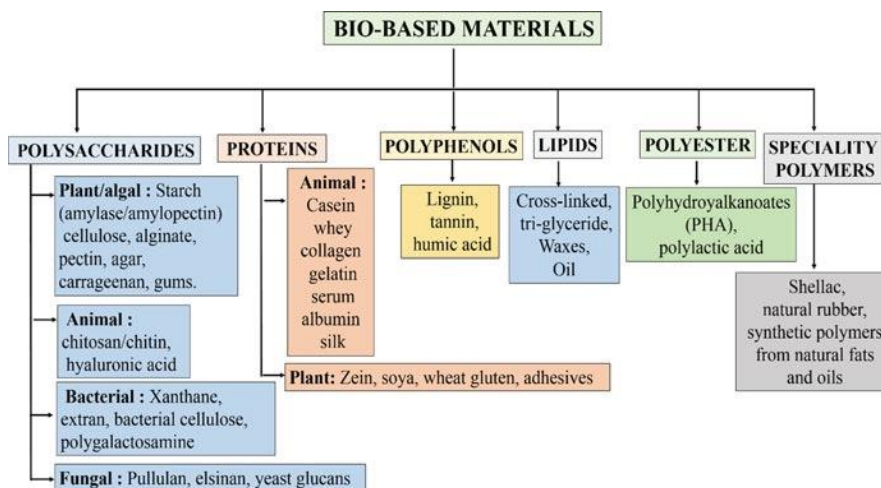 BIO-BASED MATERIALS
POLYSACCHARIDES
Plant/algal : Starch
(amylase/amylopectin)
cellulose, alginate,
pectin, agar,
carrageenan, gums.
Animal :
chitosan/chitin,
hyaluronic acid
Bacterial : Xanthane,
extran, bacterial cellulose,
polygalactosamine
Fungal : Pullulan, elsinan, yeast glucans
PROTEINS
Animal :
Casein
whey
collagen
gelatin
serum
albumin
silk
Plant: Zein, soya, wheat gluten, adhesives
POLYPHENOLS
Lignin,
tannin,
humic acid
LIPIDS
Cross-linked,
tri-glyceride,
Waxes,
Oil
POLYESTER
Polyhydroyalkanoates
(PHA),
polylactic acid
SPECIALITY
POLYMERS
Shellac,
natural rubber,
synthetic polymers
from natural fats
and oils